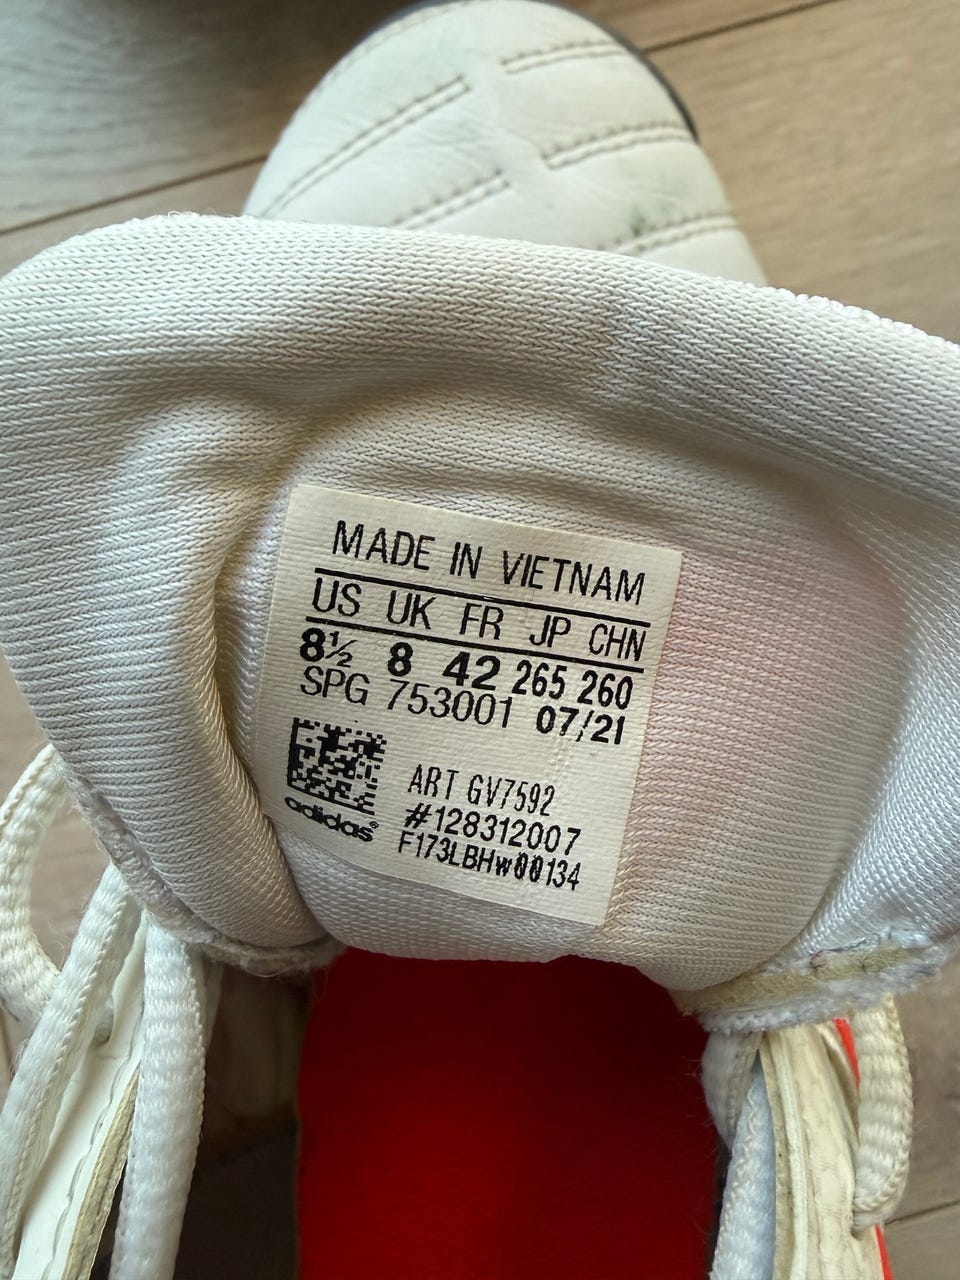 MADE IN VIETNAM
US UK FR JP CHN
8½ 8 42 265 260
SPG 753001 07/21
ART GV7592
#128312007
F173LBHW00134
adidas®